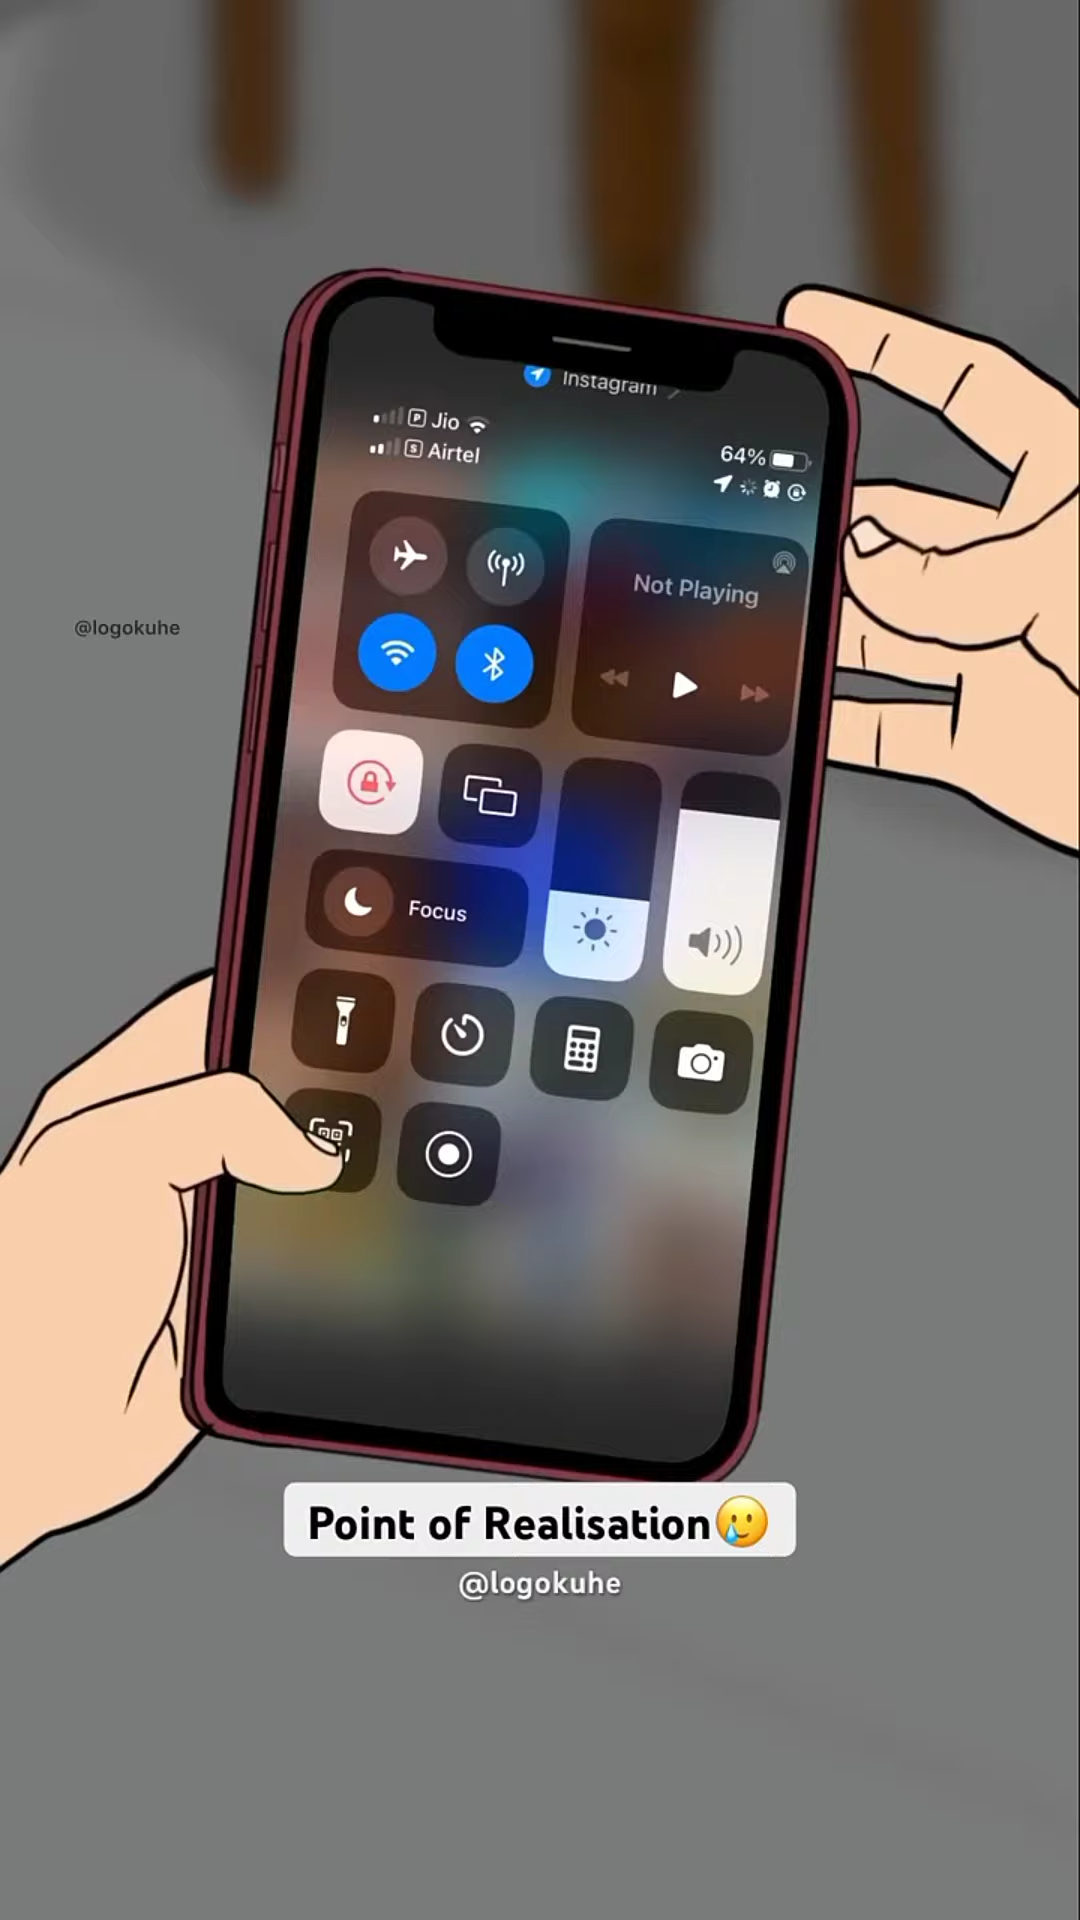 Instagram
P Jio
S Airtel
64%
Not Playing
@logokuhe
Focus
Point of Realisation🥲
@logokuhe